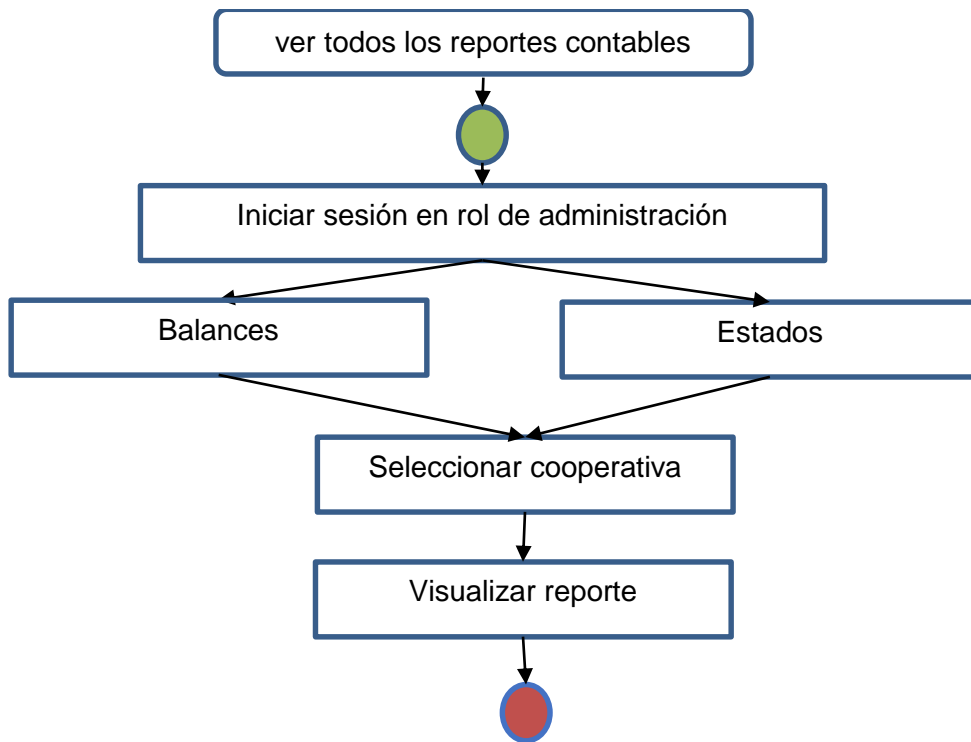 ver todos los reportes contables
Iniciar sesión en rol de administración
Balances
Estados
Seleccionar cooperativa
Visualizar reporte